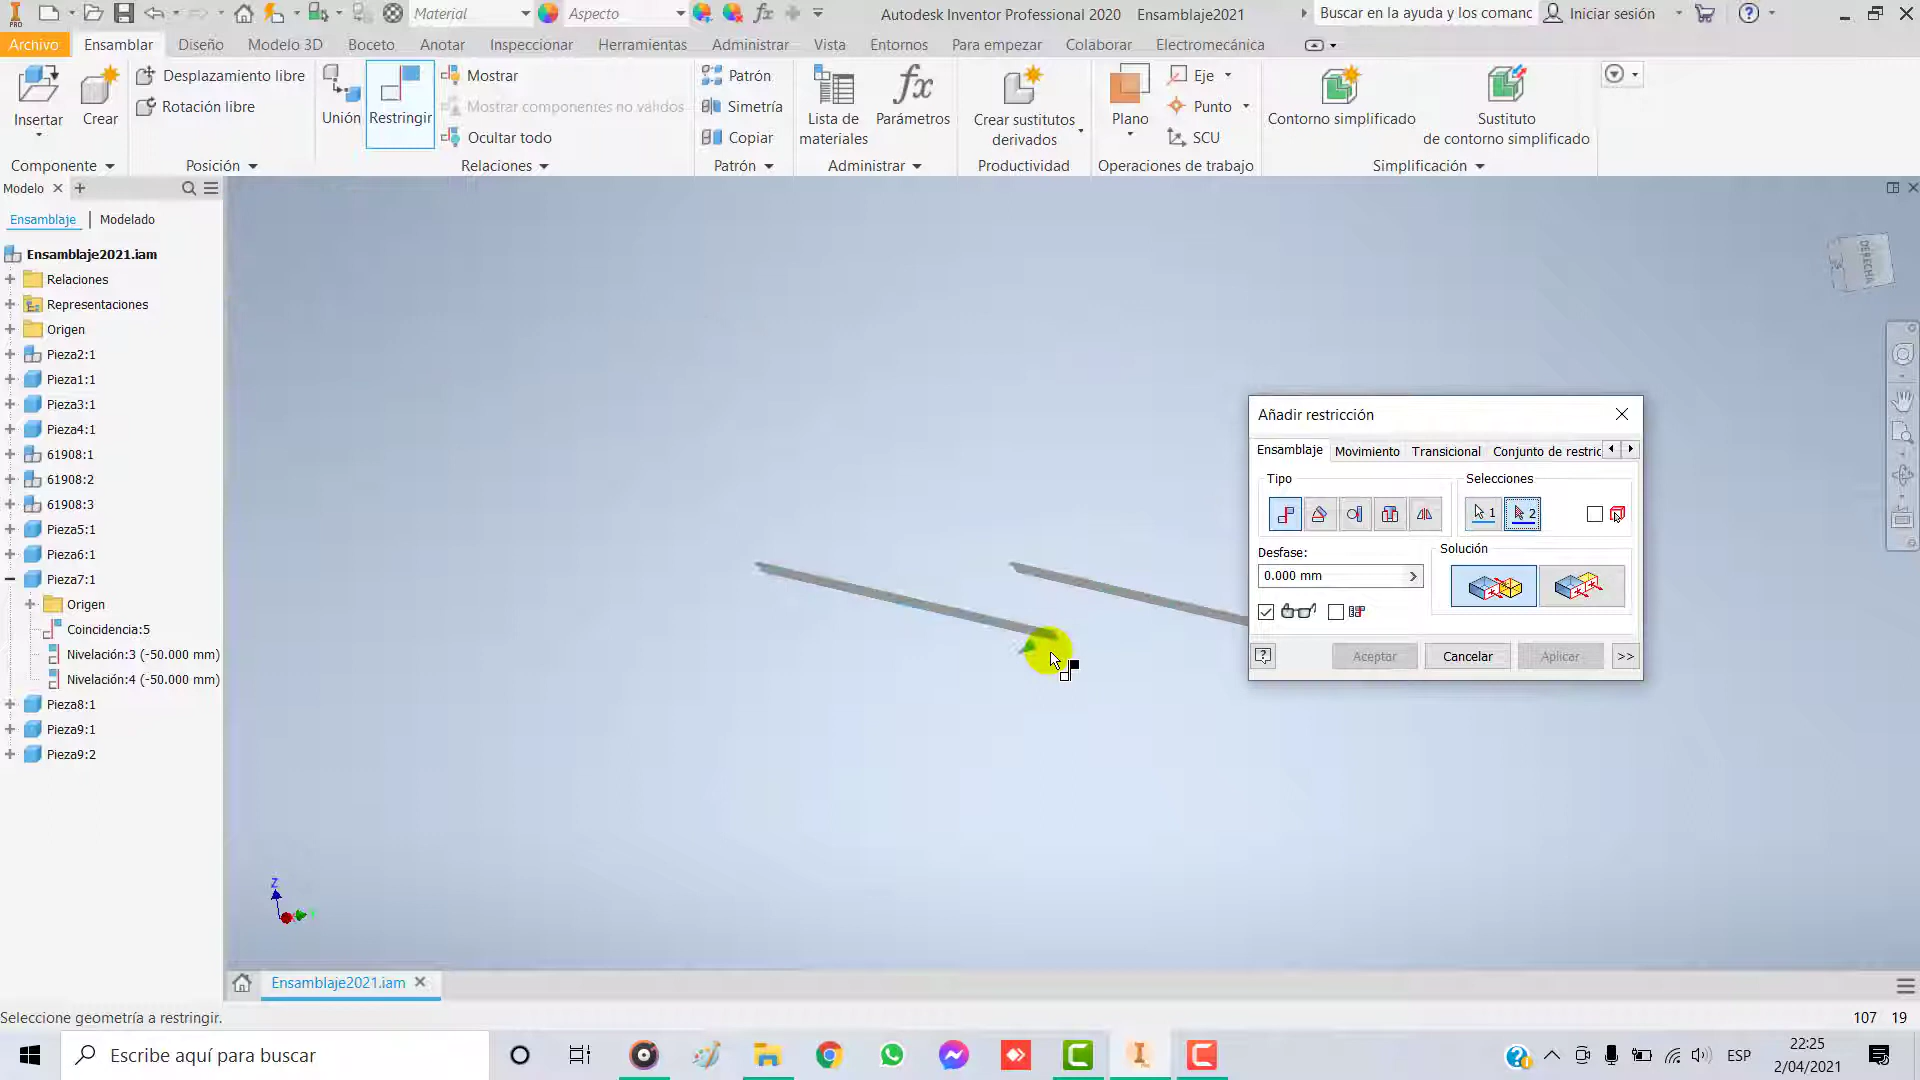 Material
Aspecto
Autodesk Inventor Professional 2020 Ensamblaje2021
Buscar en la ayuda y los comanc
Iniciar sesión
PRO
Archivo
Ensamblar
Diseño
Modelo 3D
Boceto
Anotar
Inspeccionar
Herramientas
Administrar
Vista
Entornos
Para empezar
Colaborar
Electromecánica
Insertar
Crear
Desplazamiento libre
Rotación libre
Unión
Restringir
Mostrar
Mostrar componentes no válidos
Ocultar todo
Patrón
Simetría
Copiar
Lista de
materiales
Parámetros
Crear sustitutos
derivados
Plano
Eje
Punto
SCU
Contorno simplificado
Sustituto
de contorno simplificado
Componente
Posición
Relaciones
Patrón
Administrar
Productividad
Operaciones de trabajo
Simplificación
Modelo
Ensamblaje
Modelado
Ensamblaje2021.iam
Relaciones
Representaciones
Origen
Pieza2:1
Pieza1:1
Pieza3:1
Pieza4:1
61908:1
61908:2
61908:3
Pieza5:1
Pieza6:1
Pieza7:1
Origen
Coincidencia:5
Nivelación:3 (-50.000 mm)
Nivelación:4 (-50.000 mm)
Pieza8:1
Pieza9:1
Pieza9:2
DERECHA
Añadir restricción
Ensamblaje
Movimiento
Transicional
Conjunto de restric
Tipo
Selecciones
1
2
Desfase:
0.000 mm
Solución
Aceptar
Cancelar
Aplicar
>>
Z
Y
Ensamblaje2021.iam
Seleccione geometría a restringir.
107 19
Escribe aquí para buscar
ESP
22:25
2/04/2021